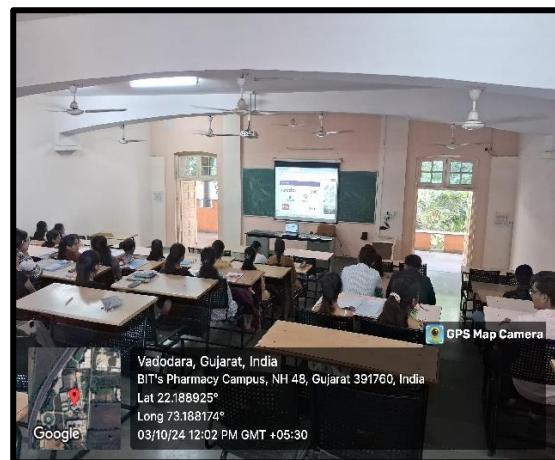 GPS Map Camera
Vadodara, Gujarat, India
BIT's Pharmacy Campus, NH 48, Gujarat 391760, India
Lat 22.188925°
Long 73.188174°
03/10/24 12:02 PM GMT +05:30
Google